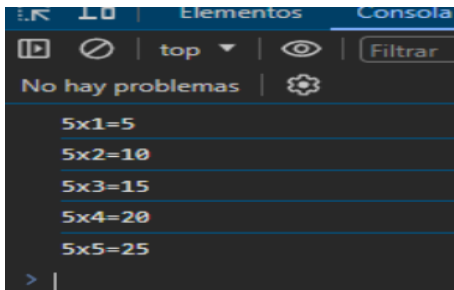 Elementos Consola
top Filtrar
No hay problemas
5x1=5
5x2=10
5x3=15
5x4=20
5x5=25
>